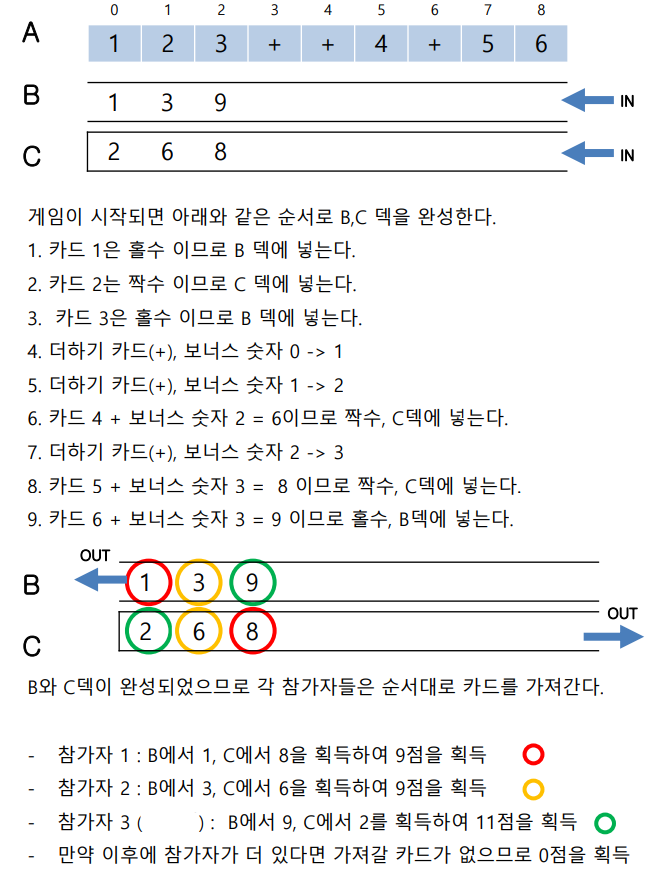 0 1 2 3 4 5 6 7 8
A 1 2 3 + + 4 + 5 6
B 1 3 9 IN
C 2 6 8 IN
게임이 시작되면 아래와 같은 순서로 B,C 덱을 완성한다.
1. 카드 1은 홀수 이므로 B 덱에 넣는다.
2. 카드 2는 짝수 이므로 C 덱에 넣는다.
3. 카드 3은 홀수 이므로 B 덱에 넣는다.
4. 더하기 카드(+), 보너스 숫자 0 -> 1
5. 더하기 카드(+), 보너스 숫자 1 -> 2
6. 카드 4 + 보너스 숫자 2 = 6이므로 짝수, C덱에 넣는다.
7. 더하기 카드(+), 보너스 숫자 2 -> 3
8. 카드 5 + 보너스 숫자 3 = 8 이므로 짝수, C덱에 넣는다.
9. 카드 6 + 보너스 숫자 3 = 9 이므로 홀수, B덱에 넣는다.
OUT
B 1 3 9
C 2 6 8 OUT
B와 C덱이 완성되었으므로 각 참가자들은 순서대로 카드를 가져간다.
- 참가자 1 : B에서 1, C에서 8을 획득하여 9점을 획득
- 참가자 2 : B에서 3, C에서 6을 획득하여 9점을 획득
- 참가자 3 ( ) : B에서 9, C에서 2를 획득하여 11점을 획득
- 만약 이후에 참가자가 더 있다면 가져갈 카드가 없으므로 0점을 획득